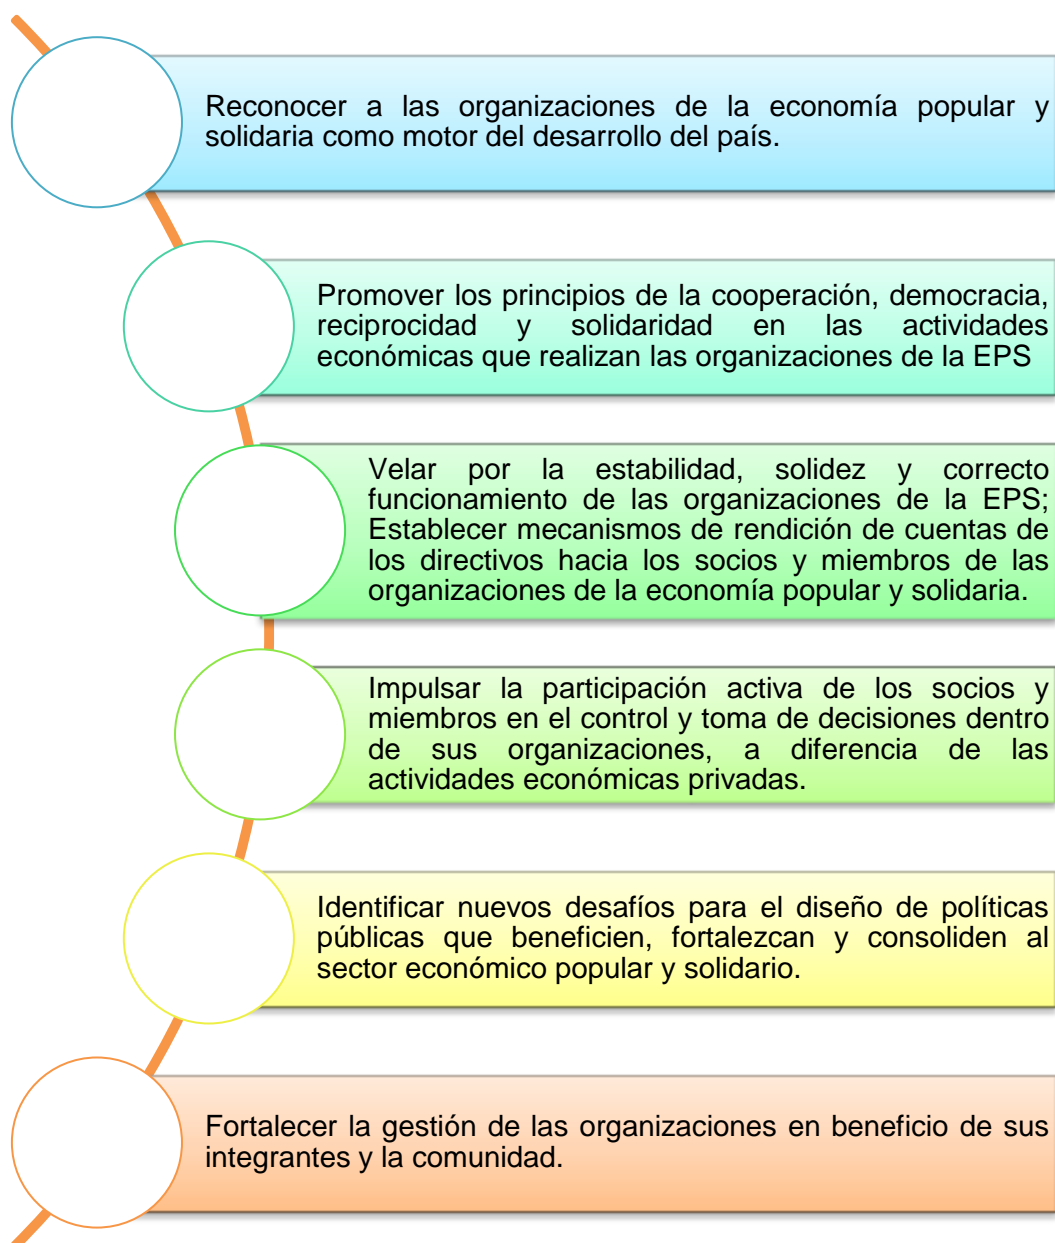 Reconocer a las organizaciones de la economía popular y
solidaria como motor del desarrollo del país.
Promover los principios de la cooperación, democracia,
reciprocidad y solidaridad en las actividades
económicas que realizan las organizaciones de la EPS
Velar por la estabilidad, solidez y correcto
funcionamiento de las organizaciones de la EPS;
Establecer mecanismos de rendición de cuentas de
los directivos hacia los socios y miembros de las
organizaciones de la economía popular y solidaria.
Impulsar la participación activa de los socios y
miembros en el control y toma de decisiones dentro
de sus organizaciones, a diferencia de las
actividades económicas privadas.
Identificar nuevos desafíos para el diseño de políticas
públicas que beneficien, fortalezcan y consoliden al
sector económico popular y solidario.
Fortalecer la gestión de las organizaciones en beneficio de sus
integrantes y la comunidad.